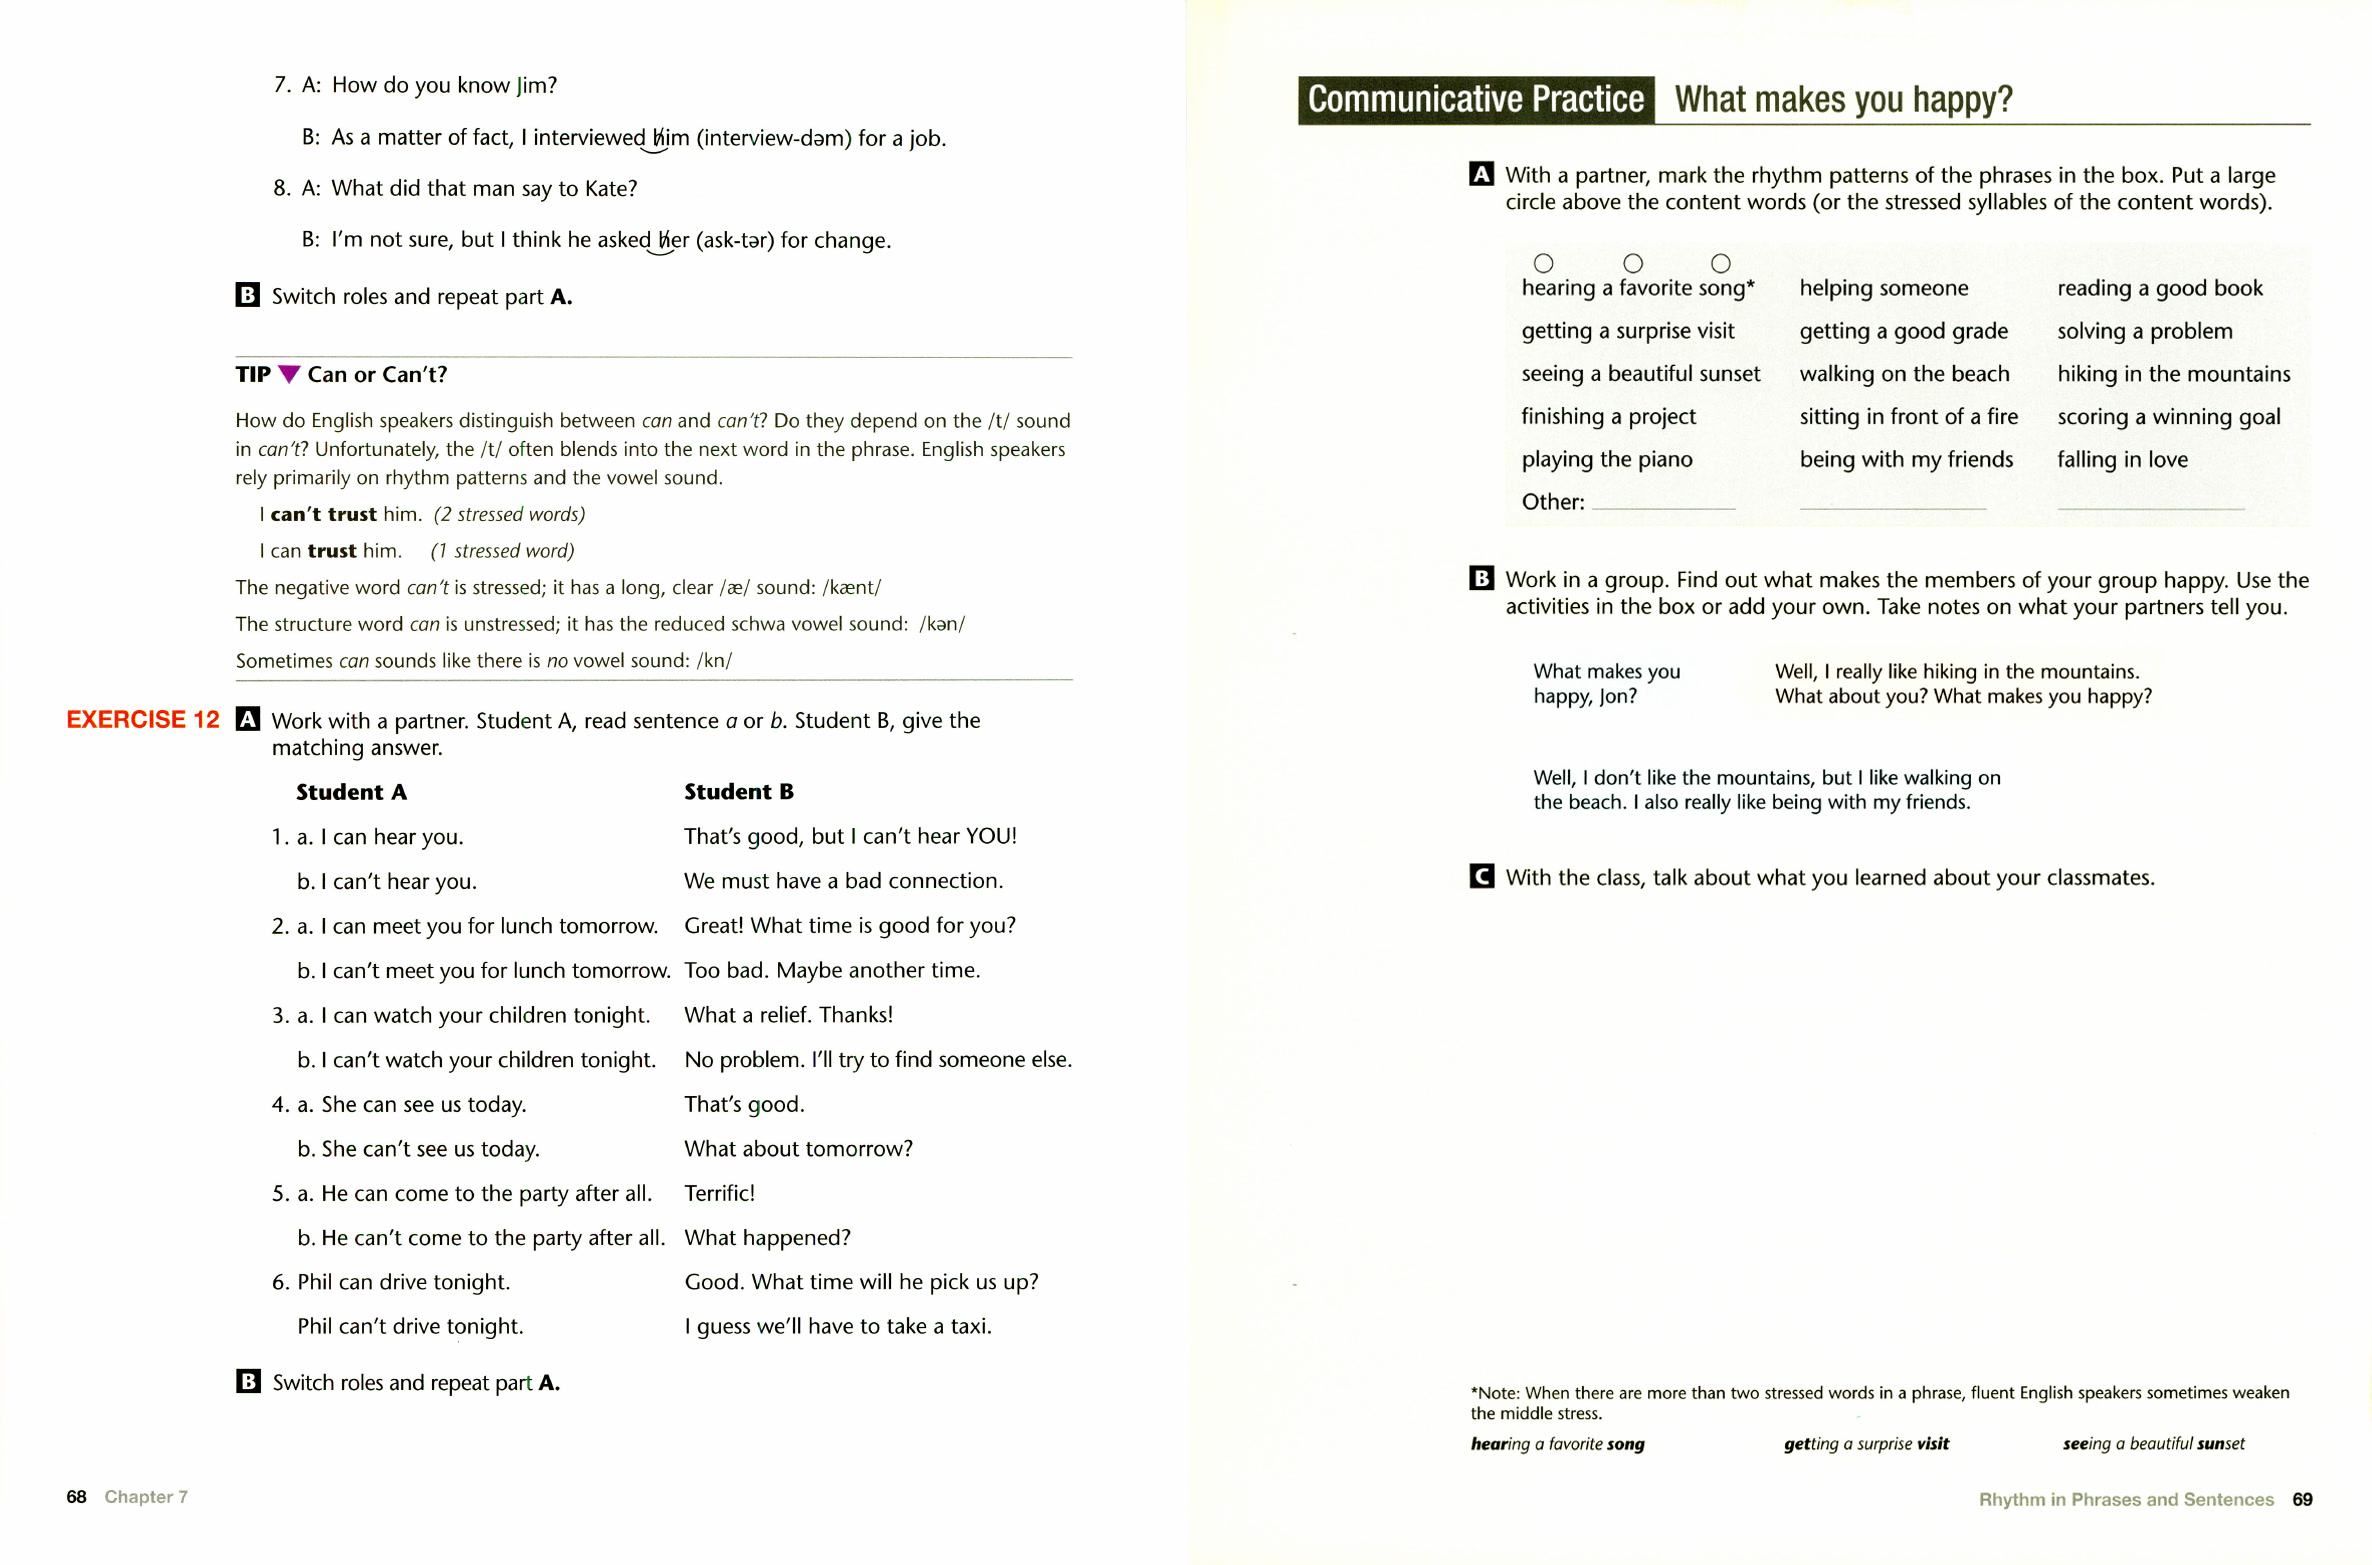 7. A: How do you know Jim?
B: As a matter of fact, I interviewed him (interview-dəm) for a job.
8. A: What did that man say to Kate?
B: I'm not sure, but I think he asked her (ask-tər) for change.
B Switch roles and repeat part A.
TIP ▼ Can or Can't?
How do English speakers distinguish between can and can't? Do they depend on the /t/ sound
in can't? Unfortunately, the /t/ often blends into the next word in the phrase. English speakers
rely primarily on rhythm patterns and the vowel sound.
I can't trust him. (2 stressed words)
I can trust him. (1 stressed word)
The negative word can't is stressed; it has a long, clear /æ/ sound: /kænt/
The structure word can is unstressed; it has the reduced schwa vowel sound: /kən/
Sometimes can sounds like there is no vowel sound: /kn/
EXERCISE 12 A Work with a partner. Student A, read sentence a or b. Student B, give the
matching answer.
Student A Student B
1. a. I can hear you. That's good, but I can't hear YOU!
b. I can't hear you. We must have a bad connection.
2. a. I can meet you for lunch tomorrow. Great! What time is good for you?
b. I can't meet you for lunch tomorrow. Too bad. Maybe another time.
3. a. I can watch your children tonight. What a relief. Thanks!
b. I can't watch your children tonight. No problem. I'll try to find someone else.
4. a. She can see us today. That's good.
b. She can't see us today. What about tomorrow?
5. a. He can come to the party after all. Terrific!
b. He can't come to the party after all. What happened?
6. Phil can drive tonight. Good. What time will he pick us up?
Phil can't drive tonight. I guess we'll have to take a taxi.
B Switch roles and repeat part A.
68 Chapter 7
Communicative Practice What makes you happy?
A With a partner, mark the rhythm patterns of the phrases in the box. Put a large
circle above the content words (or the stressed syllables of the content words).
hearing a favorite song* helping someone reading a good book
getting a surprise visit getting a good grade solving a problem
seeing a beautiful sunset walking on the beach hiking in the mountains
finishing a project sitting in front of a fire scoring a winning goal
playing the piano being with my friends falling in love
Other:
B Work in a group. Find out what makes the members of your group happy. Use the
activities in the box or add your own. Take notes on what your partners tell you.
What makes you
happy, Jon?
Well, I really like hiking in the mountains.
What about you? What makes you happy?
Well, I don't like the mountains, but I like walking on
the beach. I also really like being with my friends.
C With the class, talk about what you learned about your classmates.
*Note: When there are more than two stressed words in a phrase, fluent English speakers sometimes weaken
the middle stress.
hearing a favorite song getting a surprise visit seeing a beautiful sunset
Rhythm in Phrases and Sentences 69